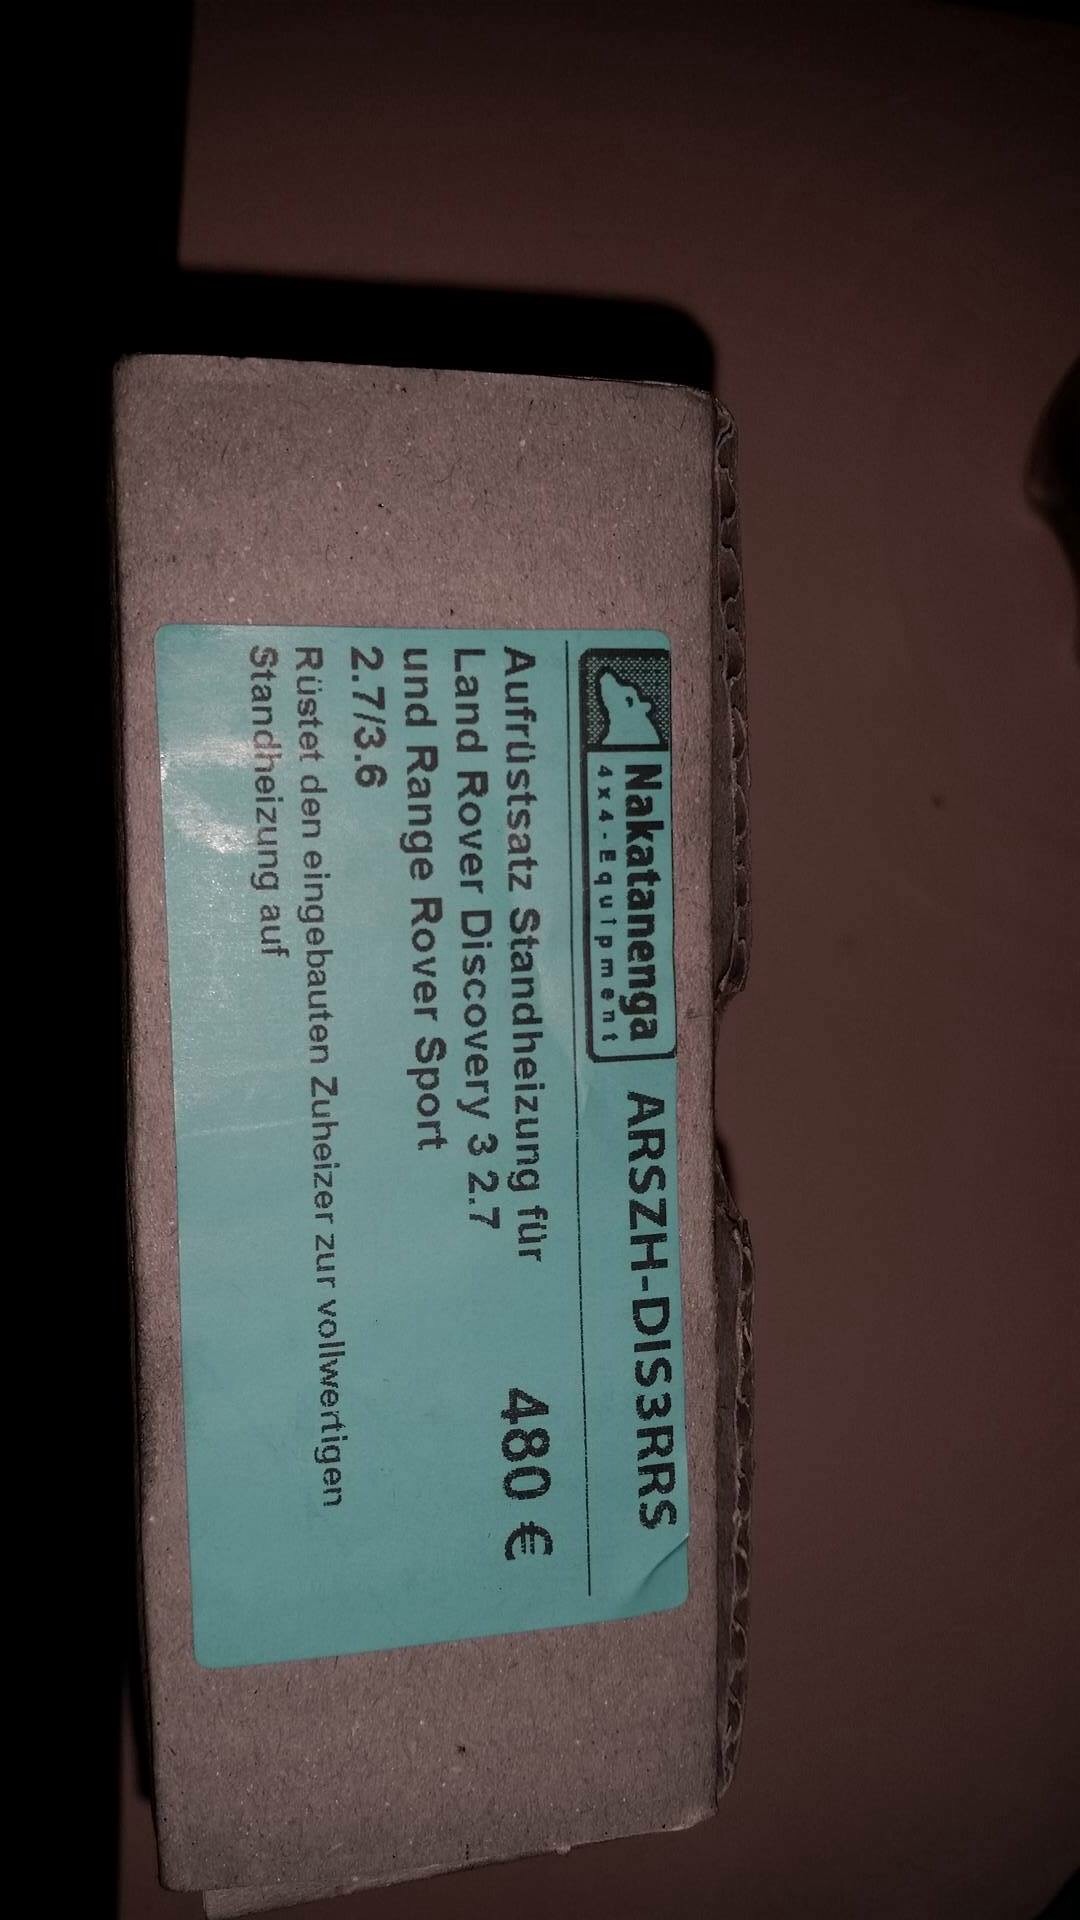 Nakatanenga
4x4-Equipment
ARSZH-DIS3RRS
Aufrüstsatz Standheizung für
Land Rover Discovery 3 2.7
und Range Rover Sport
2.7/3.6
480 €
Rüstet den eingebauten Zuheizer zur vollwertigen
Standheizung auf